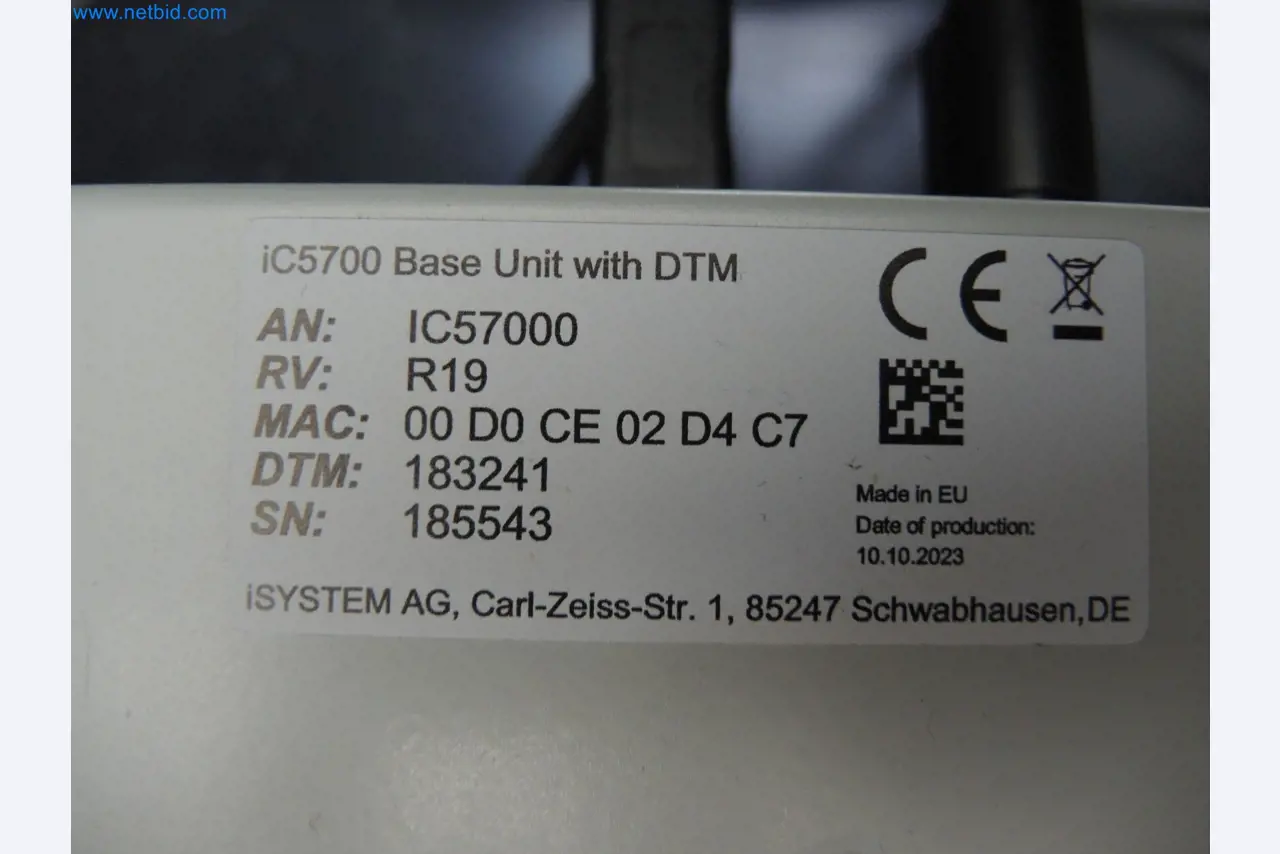 www.netbid.com
iC5700 Base Unit with DTM
AN: IC57000
RV: R19
MAC: 00 D0 CE 02 D4 C7
DTM: 183241
SN: 185543
CE
Made in EU
Date of production:
10.10.2023
iSYSTEM AG, Carl-Zeiss-Str. 1, 85247 Schwabhausen,DE